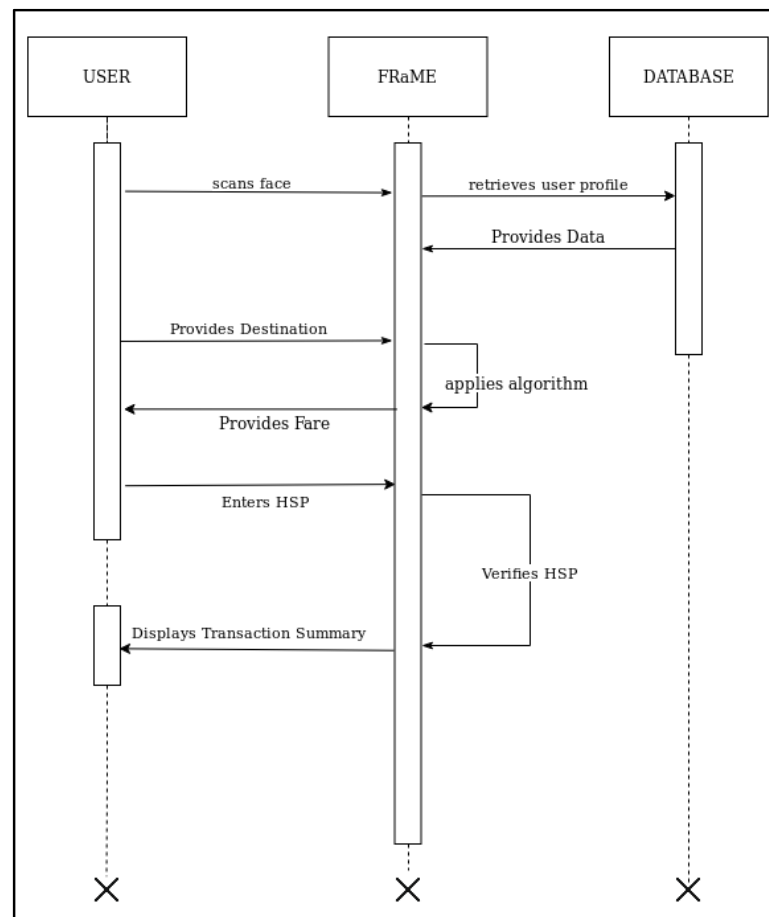 USER
FRaME
DATABASE
scans face
retrieves user profile
Provides Data
Provides Destination
applies algorithm
Provides Fare
Enters HSP
Verifies HSP
Displays Transaction Summary